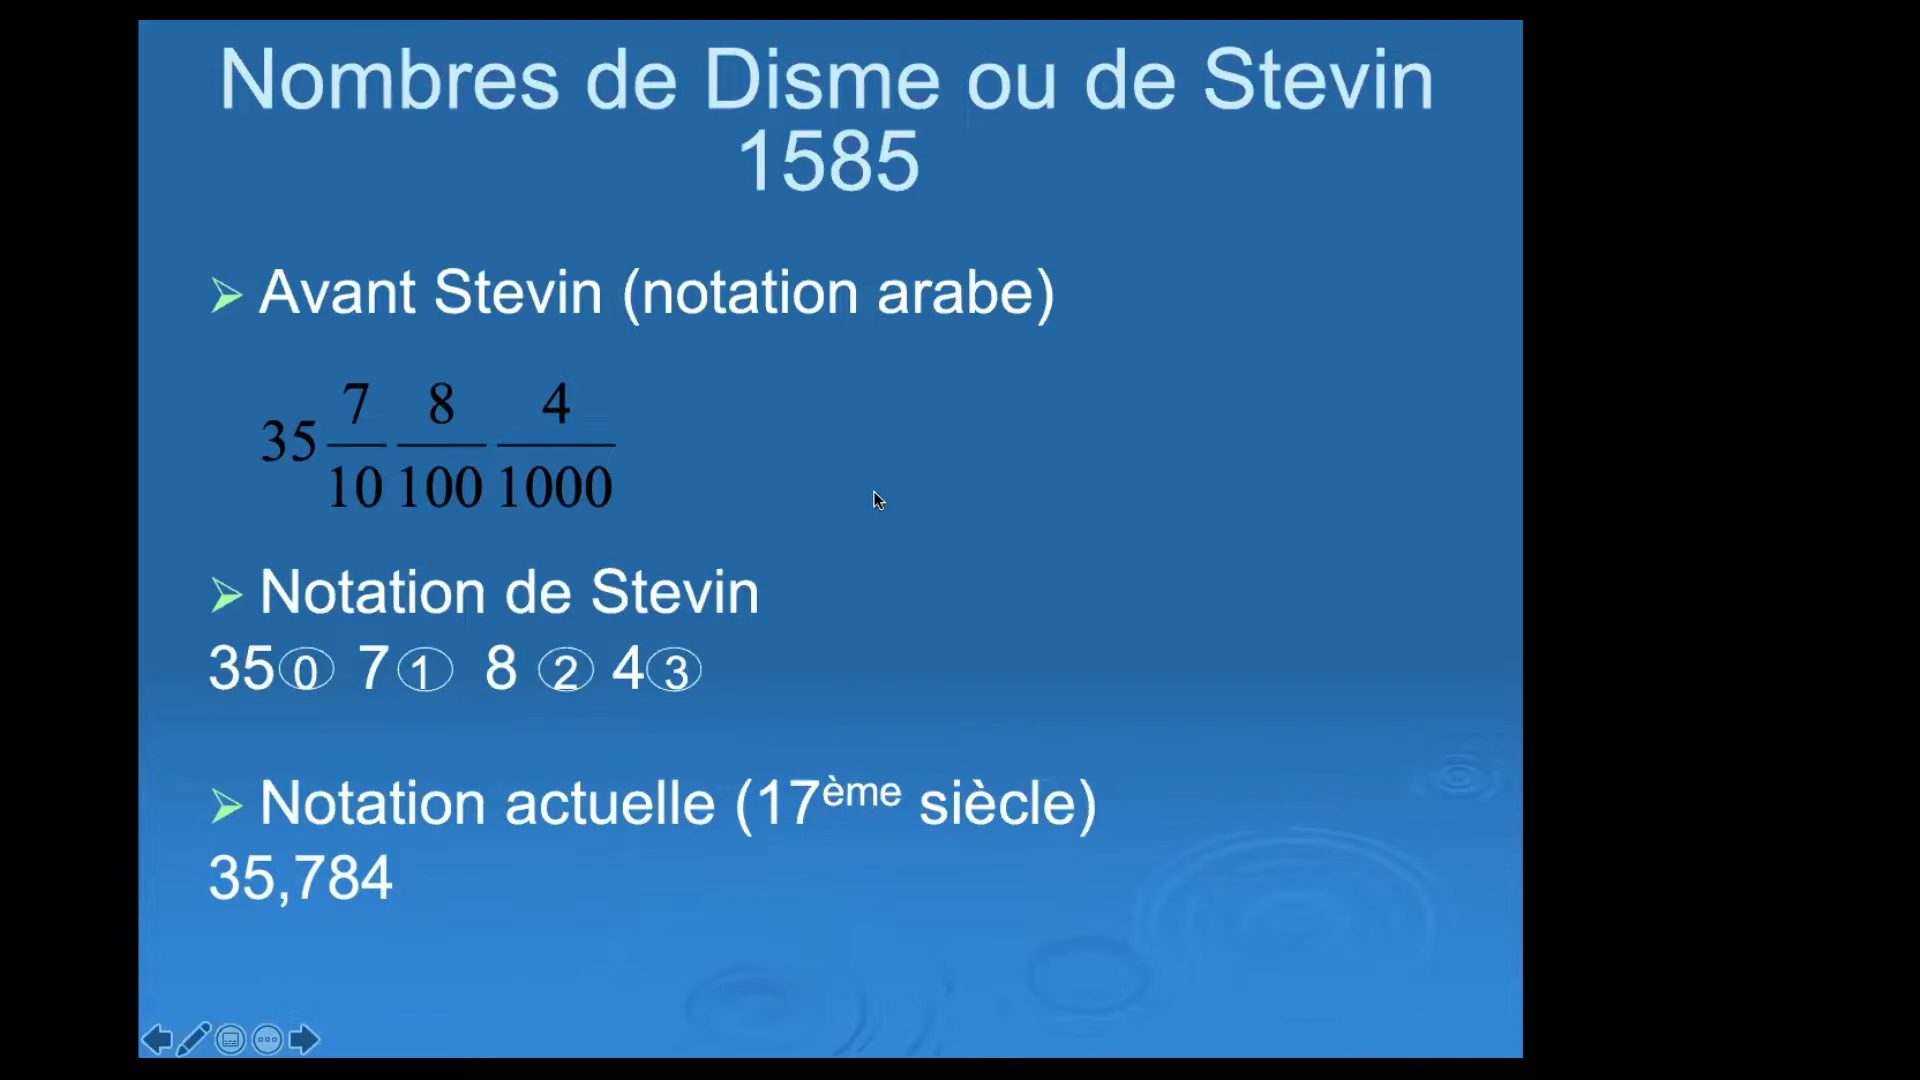 Nombres de Disme ou de Stevin
1585
Avant Stevin (notation arabe)
35 7/10 8/100 4/1000
Notation de Stevin
35⓪ 7① 8② 4③
Notation actuelle (17ème siècle)
35,784